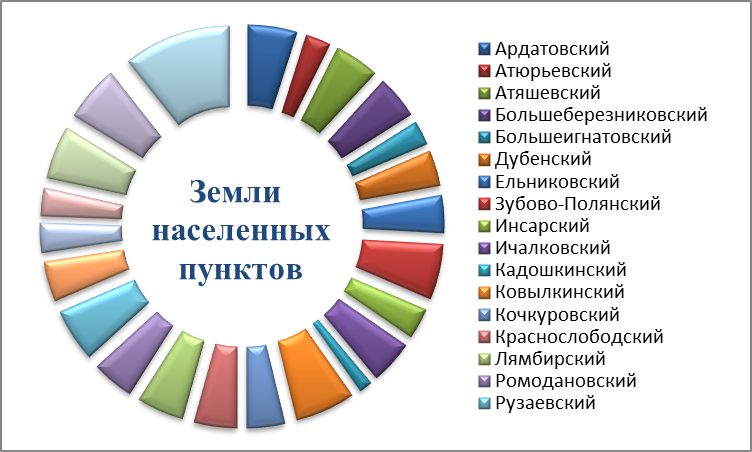 Земли
населенных
пунктов
Ардатовский
Атюрьевский
Атяшевский
Большеберезниковский
Большеигнатовский
Дубенский
Ельниковский
Зубово-Полянский
Инсарский
Ичалковский
Кадошкинский
Ковылкинский
Кочкуровский
Краснослободский
Лямбирский
Ромодановский
Рузаевский